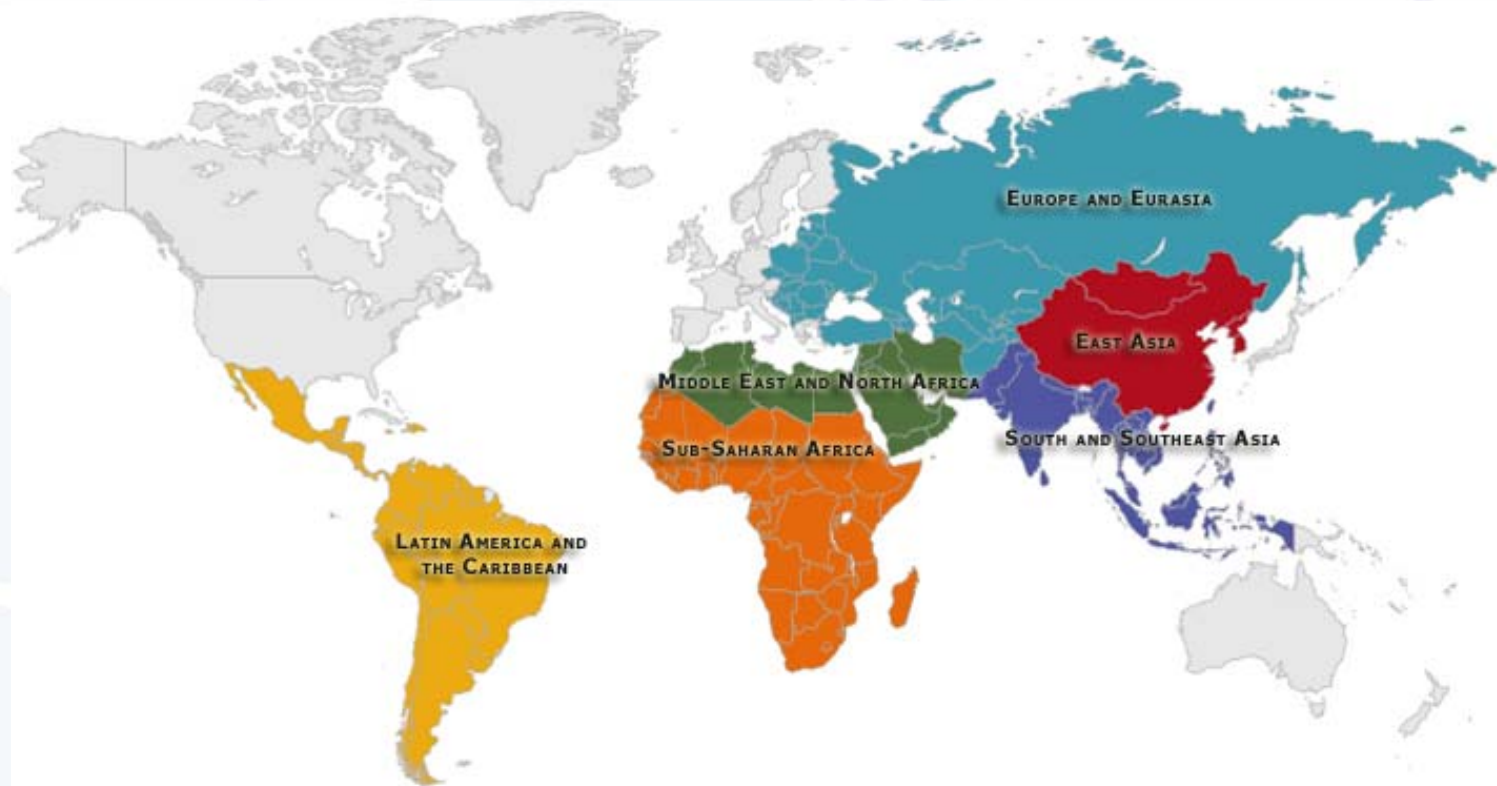 Europe and Eurasia
East Asia
Middle East and North Africa
South and Southeast Asia
Sub-Saharan Africa
Latin America and
the Caribbean